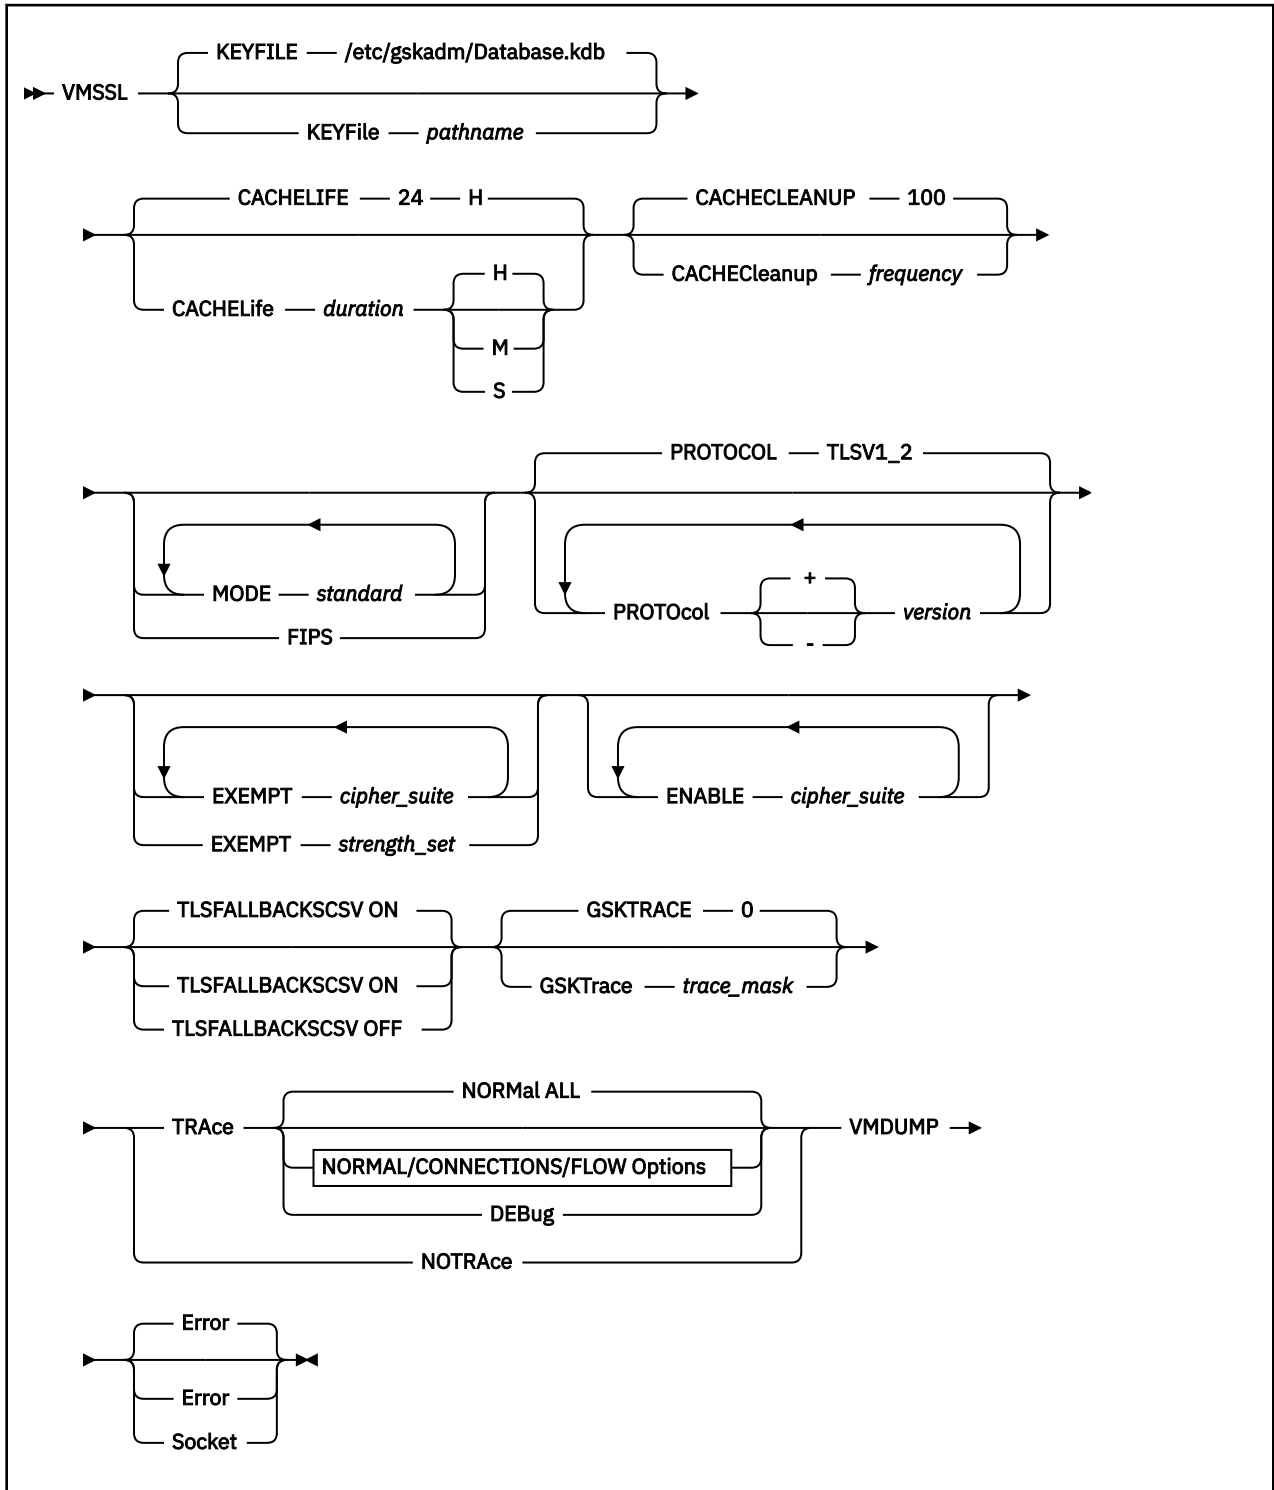 KEYFILE /etc/gskadm/Database.kdb
VMSSL
KEYFile pathname
CACHELIFE 24 H CACHECLEANUP 100
H
CACHECleanup frequency
CACHELife duration
M
S
PROTOCOL TLSV1_2
+
MODE standard
PROTOcol version
FIPS
-
EXEMPT cipher_suite ENABLE cipher_suite
EXEMPT strength_set
TLSFALLBACKSCSV ON GSKTRACE 0
TLSFALLBACKSCSV ON GSKTrace trace_mask
TLSFALLBACKSCSV OFF
NORMal ALL
TRAce VMDUMP
NORMAL/CONNECTIONS/FLOW Options
DEBug
NOTRAce
Error
Error
Socket